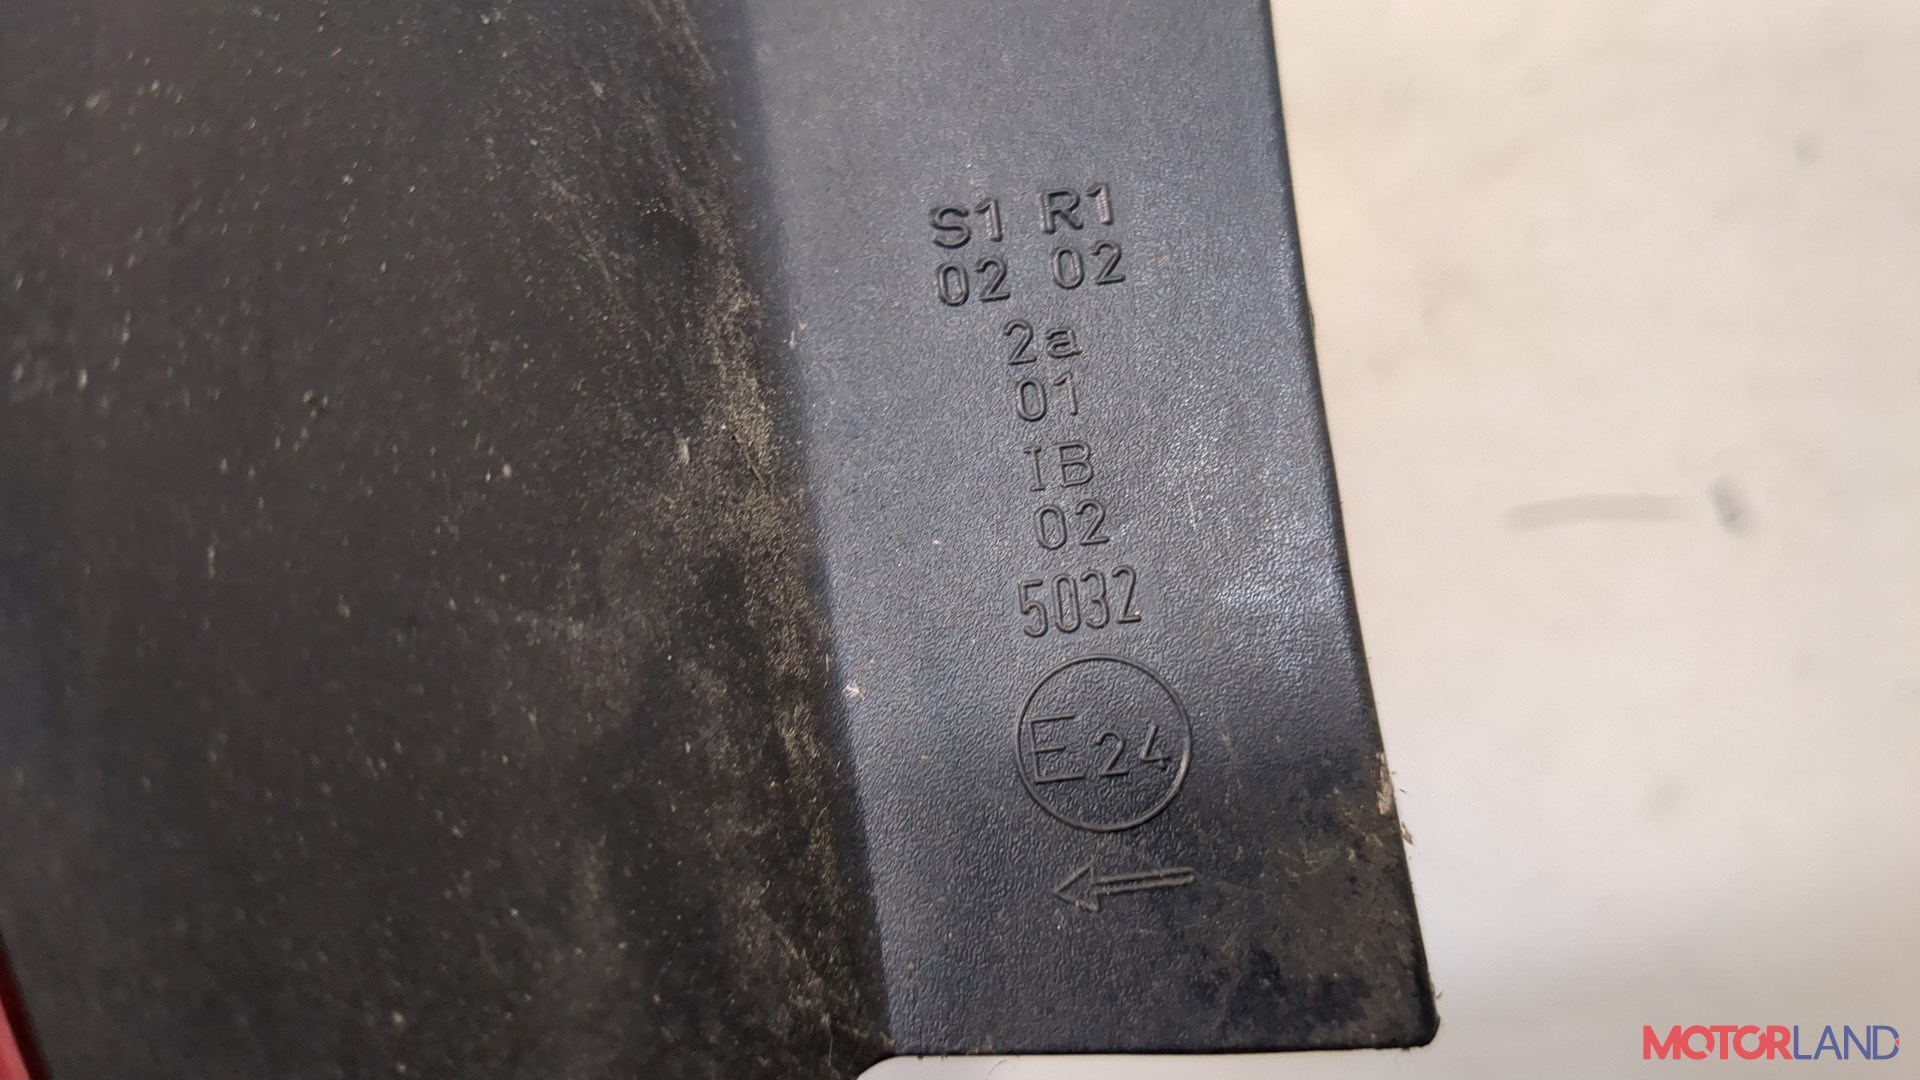 S1 R1
02 02
2a
01
IB
02
5032
E24
MOTORLAND